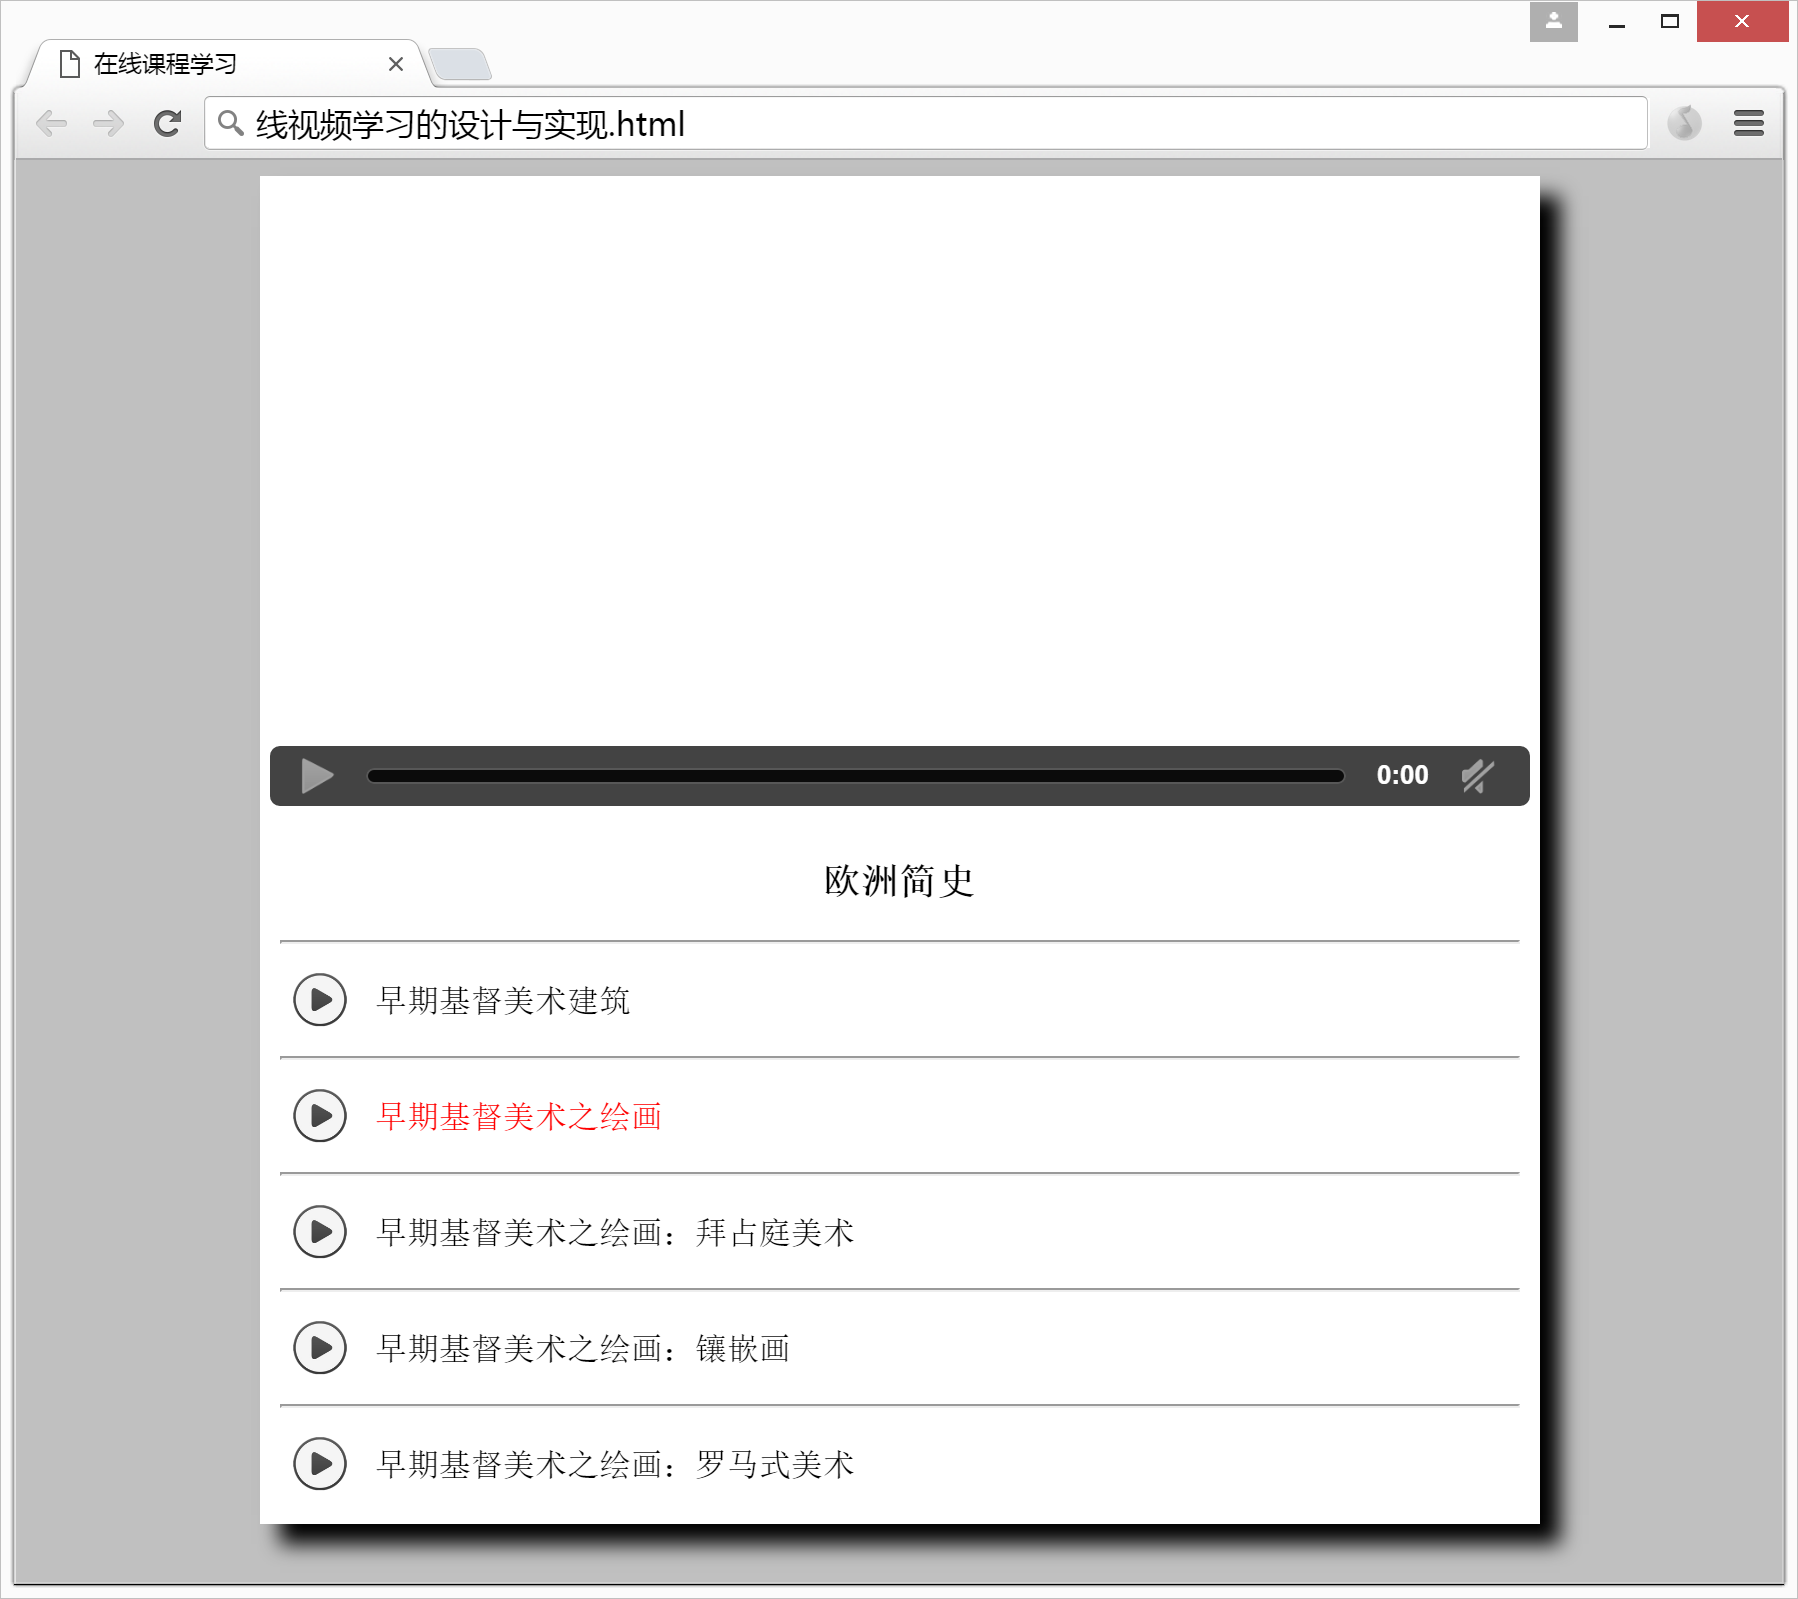 在线课程学习
线视频学习的设计与实现.html
0:00
欧洲简史
早期基督美术建筑
早期基督美术之绘画
早期基督美术之绘画：拜占庭美术
早期基督美术之绘画：镶嵌画
早期基督美术之绘画：罗马式美术